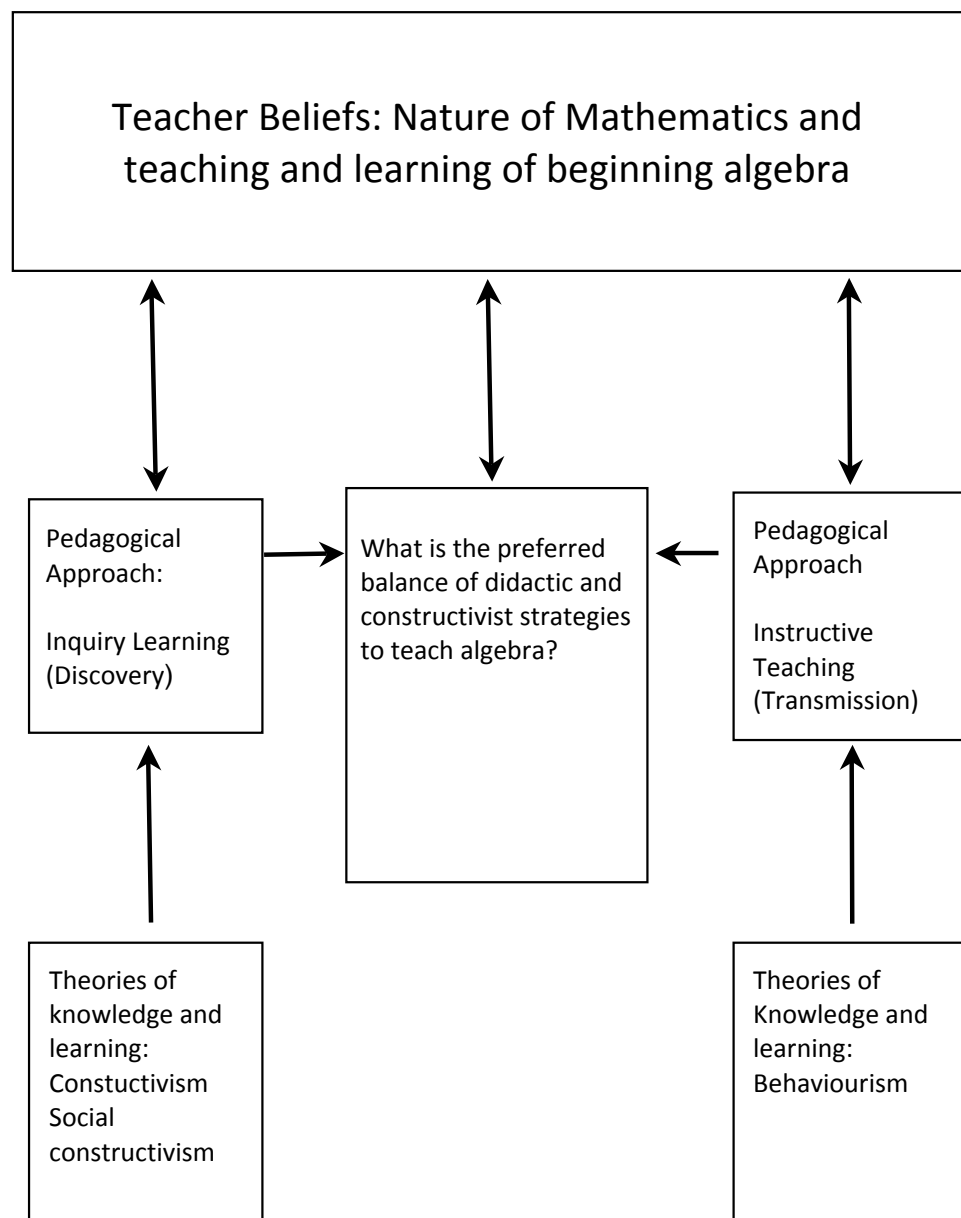 Teacher Beliefs: Nature of Mathematics and
teaching and learning of beginning algebra
Pedagogical
Approach:
Inquiry Learning
(Discovery)
What is the preferred
balance of didactic and
constructivist strategies
to teach algebra?
Pedagogical
Approach
Instructive
Teaching
(Transmission)
Theories of
knowledge and
learning:
Constuctivism
Social
constructivism
Theories of
Knowledge and
learning:
Behaviourism